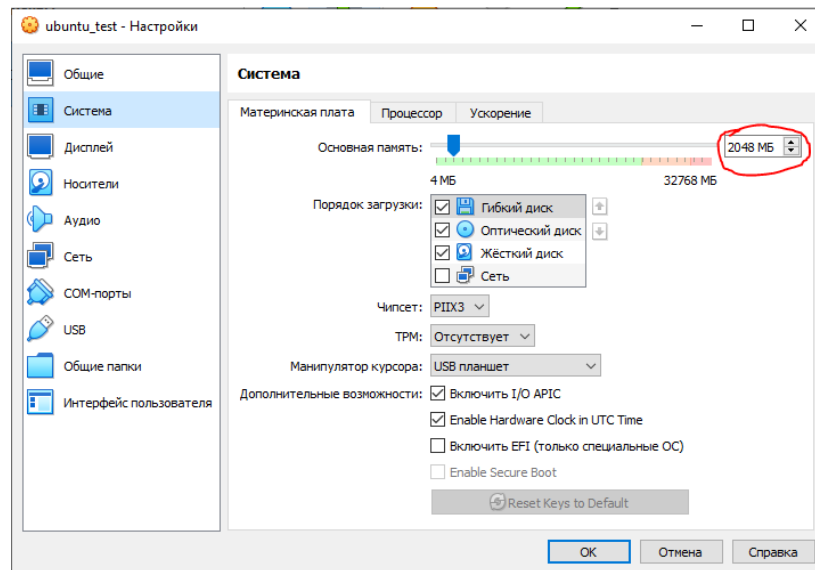 ubuntu_test - Настройки
Общие
Система
Дисплей
Носители
Аудио
Сеть
COM-порты
USB
Общие папки
Интерфейс пользователя
Система
Материнская плата Процессор Ускорение
Основная память: 2048 МБ
4 МБ 32768 МБ
Порядок загрузки: Гибкий диск
Оптический диск
Жёсткий диск
Сеть
Чипсет: PIIX3
TPM: Отсутствует
Манипулятор курсора: USB планшет
Дополнительные возможности: Включить I/O APIC
Enable Hardware Clock in UTC Time
Включить EFI (только специальные ОС)
Enable Secure Boot
Reset Keys to Default
OK Отмена Справка